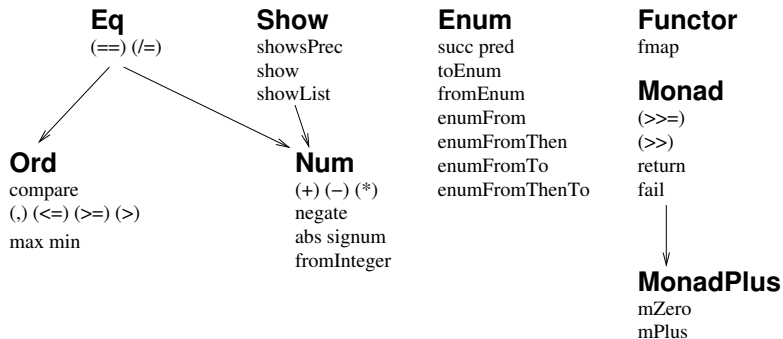 Eq
(==) (/=)
Show
showsPrec
show
showList
Enum
succ pred
toEnum
fromEnum
enumFrom
enumFromThen
enumFromTo
enumFromThenTo
Functor
fmap
Monad
(>>=)
(>>)
return
fail
Ord
compare
(,) (<=) (>=) (>)
max min
Num
(+) (−) (*)
negate
abs signum
fromInteger
MonadPlus
mZero
mPlus